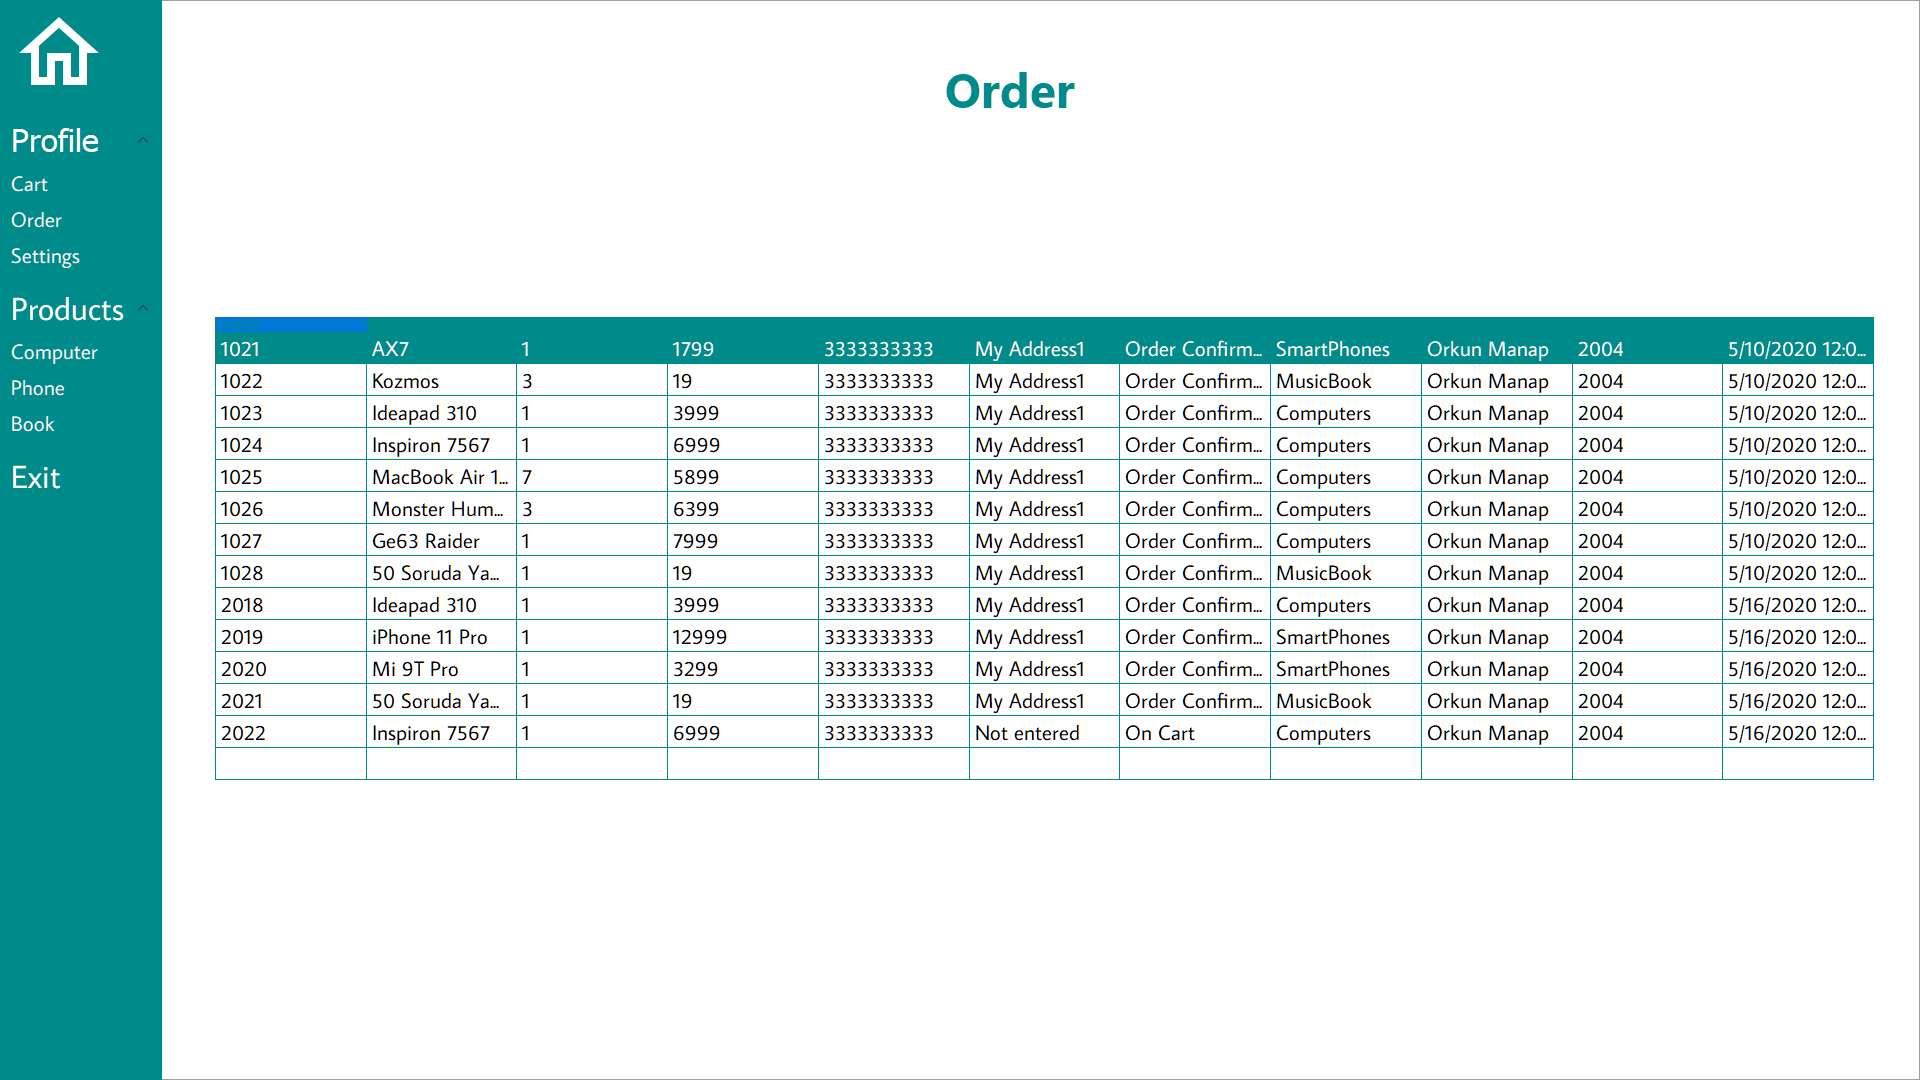 Order
Profile
Cart
Order
Settings
Products
Computer
Phone
Book
Exit
1021 AX7 1 1799 3333333333 My Address1 Order Confirm... SmartPhones Orkun Manap 2004 5/10/2020 12:0...
1022 Kozmos 3 19 3333333333 My Address1 Order Confirm... MusicBook Orkun Manap 2004 5/10/2020 12:0...
1023 Ideapad 310 1 3999 3333333333 My Address1 Order Confirm... Computers Orkun Manap 2004 5/10/2020 12:0...
1024 Inspiron 7567 1 6999 3333333333 My Address1 Order Confirm... Computers Orkun Manap 2004 5/10/2020 12:0...
1025 MacBook Air 1... 7 5899 3333333333 My Address1 Order Confirm... Computers Orkun Manap 2004 5/10/2020 12:0...
1026 Monster Hum... 3 6399 3333333333 My Address1 Order Confirm... Computers Orkun Manap 2004 5/10/2020 12:0...
1027 Ge63 Raider 1 7999 3333333333 My Address1 Order Confirm... Computers Orkun Manap 2004 5/10/2020 12:0...
1028 50 Soruda Ya... 1 19 3333333333 My Address1 Order Confirm... MusicBook Orkun Manap 2004 5/10/2020 12:0...
2018 Ideapad 310 1 3999 3333333333 My Address1 Order Confirm... Computers Orkun Manap 2004 5/16/2020 12:0...
2019 iPhone 11 Pro 1 12999 3333333333 My Address1 Order Confirm... SmartPhones Orkun Manap 2004 5/16/2020 12:0...
2020 Mi 9T Pro 1 3299 3333333333 My Address1 Order Confirm... SmartPhones Orkun Manap 2004 5/16/2020 12:0...
2021 50 Soruda Ya... 1 19 3333333333 My Address1 Order Confirm... MusicBook Orkun Manap 2004 5/16/2020 12:0...
2022 Inspiron 7567 1 6999 3333333333 Not entered On Cart Computers Orkun Manap 2004 5/16/2020 12:0...